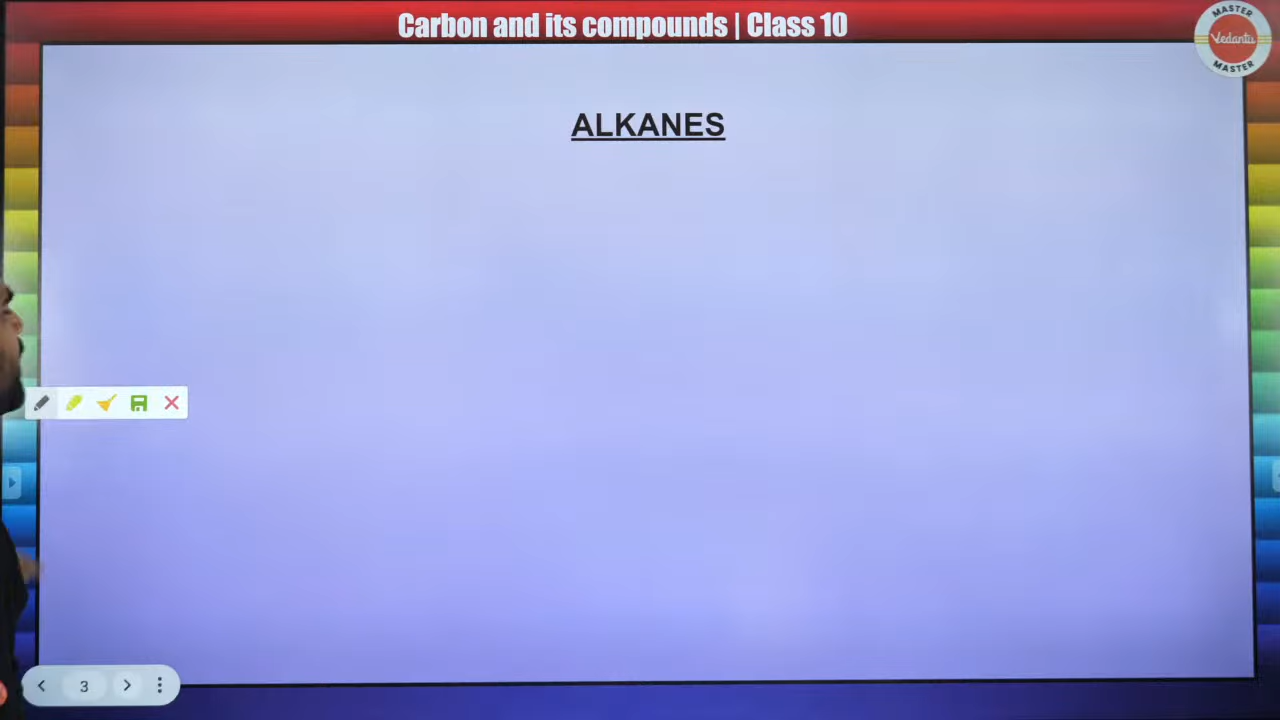 Carbon and its compounds | Class 10
MASTER
Vedantu
MASTER
ALKANES
3